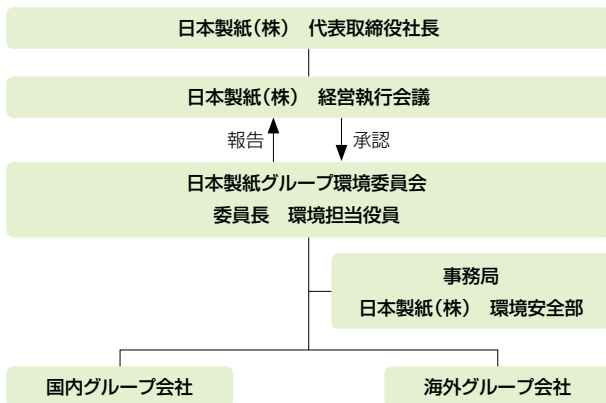 日本製紙(株)　代表取締役社長
日本製紙(株)　経営執行会議
報告
承認
日本製紙グループ環境委員会
委員長　環境担当役員
事務局
日本製紙(株)　環境安全部
国内グループ会社
海外グループ会社